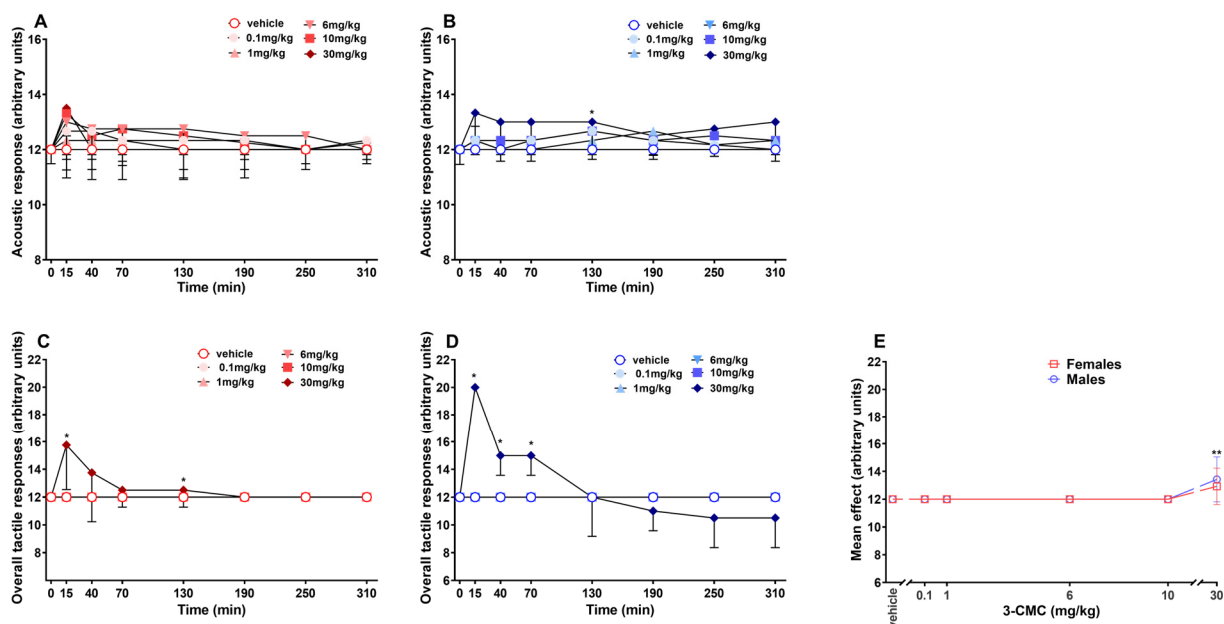 A
vehicle
0.1mg/kg
1mg/kg
6mg/kg
10mg/kg
30mg/kg
Acoustic response (arbitrary units)
16
14
12
10
8
0 15 40 70 130 190 250 310
Time (min)
B
vehicle
0.1mg/kg
1mg/kg
6mg/kg
10mg/kg
30mg/kg
Acoustic response (arbitrary units)
16
14
12
10
8
*
0 15 40 70 130 190 250 310
Time (min)
C
vehicle
0.1mg/kg
1mg/kg
6mg/kg
10mg/kg
30mg/kg
Overall tactile responses (arbitrary units)
22
20
18
16
14
12
10
8
6
*
*
0 15 40 70 130 190 250 310
Time (min)
D
vehicle
0.1mg/kg
1mg/kg
6mg/kg
10mg/kg
30mg/kg
Overall tactile responses (arbitrary units)
22
20
18
16
14
12
10
8
6
*
*
*
0 15 40 70 130 190 250 310
Time (min)
E
Females
Males
Mean effect (arbitrary units)
22
20
18
16
14
12
10
8
6
**
vehicle 0.1 1 6 10 30
3-CMC (mg/kg)